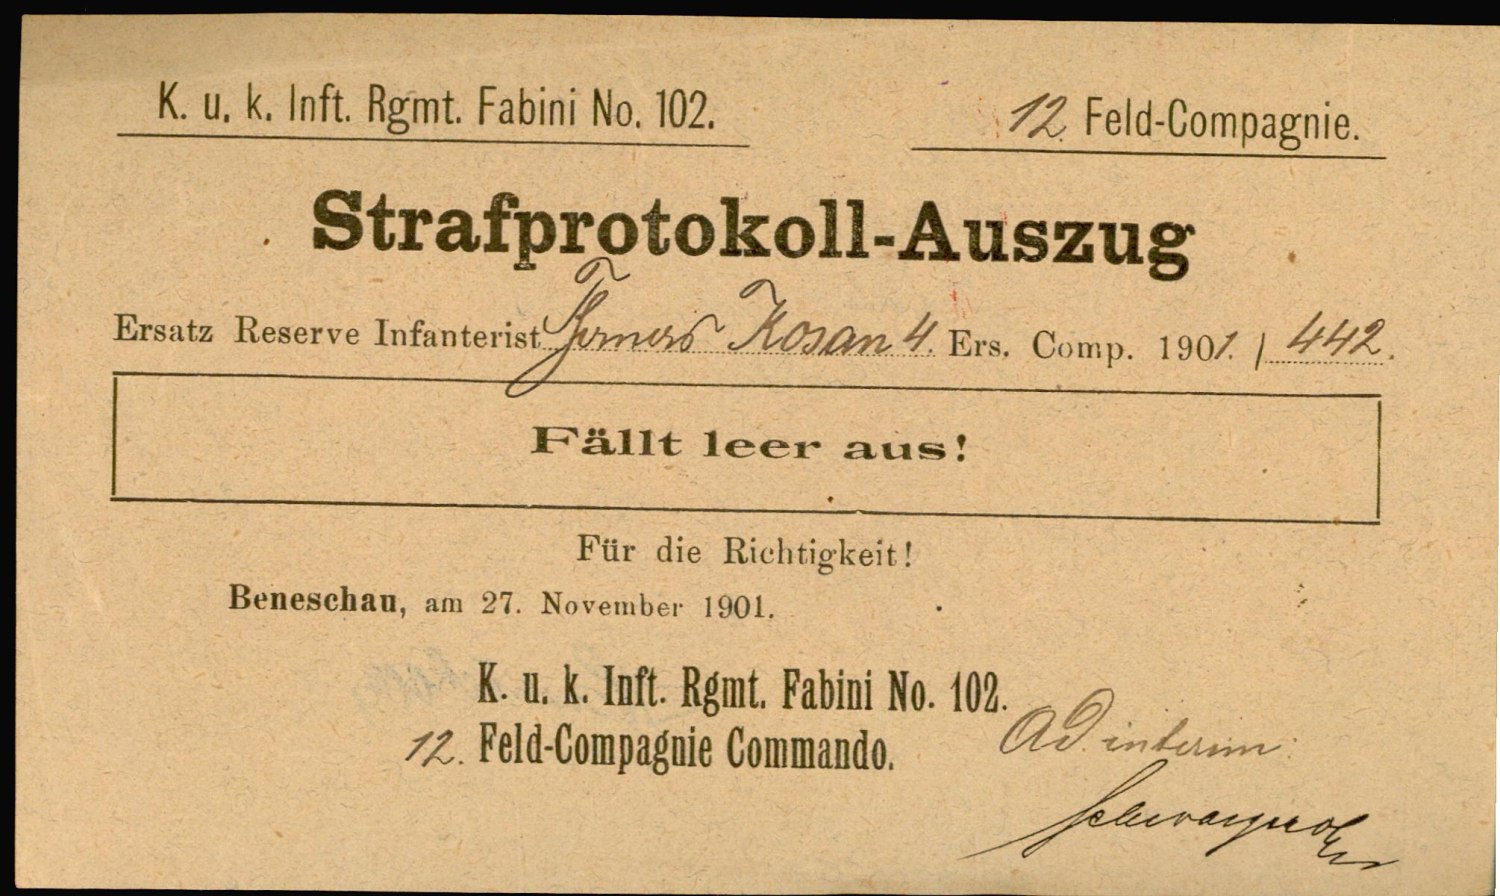 K. u. k. Inft. Rgmt. Fabini No. 102.
12. Feld-Compagnie.
Strafprotokoll-Auszug
Ersatz Reserve Infanterist Kosan 4. Ers. Comp. 1901. / 442.
Fällt leer aus!
Für die Richtigkeit!
Beneschau, am 27. November 1901.
K. u. k. Inft. Rgmt. Fabini No. 102.
12. Feld-Compagnie Commando.
Ad. interim: